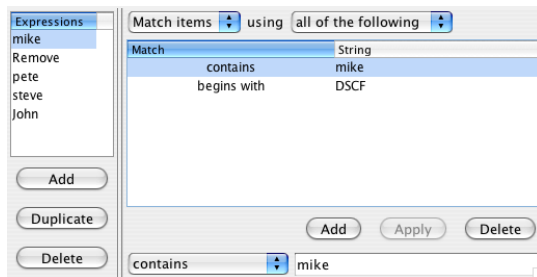 Expressions
mike
Remove
pete
steve
John
Add
Duplicate
Delete
Match items using all of the following
Match String
contains mike
begins with DSCF
Add Apply Delete
contains mike